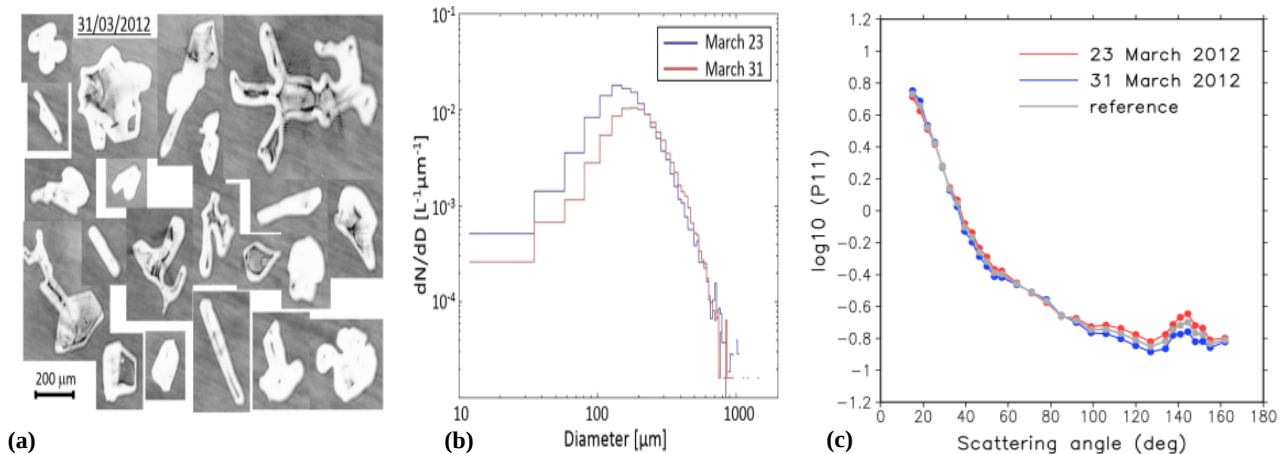 31/03/2012
200 μm
(a)
dN/dD [L⁻¹μm⁻¹]
10⁻¹
10⁻²
10⁻³
10⁻⁴
March 23
March 31
10 100 1000
Diameter [μm]
(b)
log10 (P11)
1.2
1.0
0.8
0.6
0.4
0.2
0
-0.2
-0.4
-0.6
-0.8
-1
-1.2
23 March 2012
31 March 2012
reference
0 20 40 60 80 100 120 140 160 180
Scattering angle (deg)
(c)